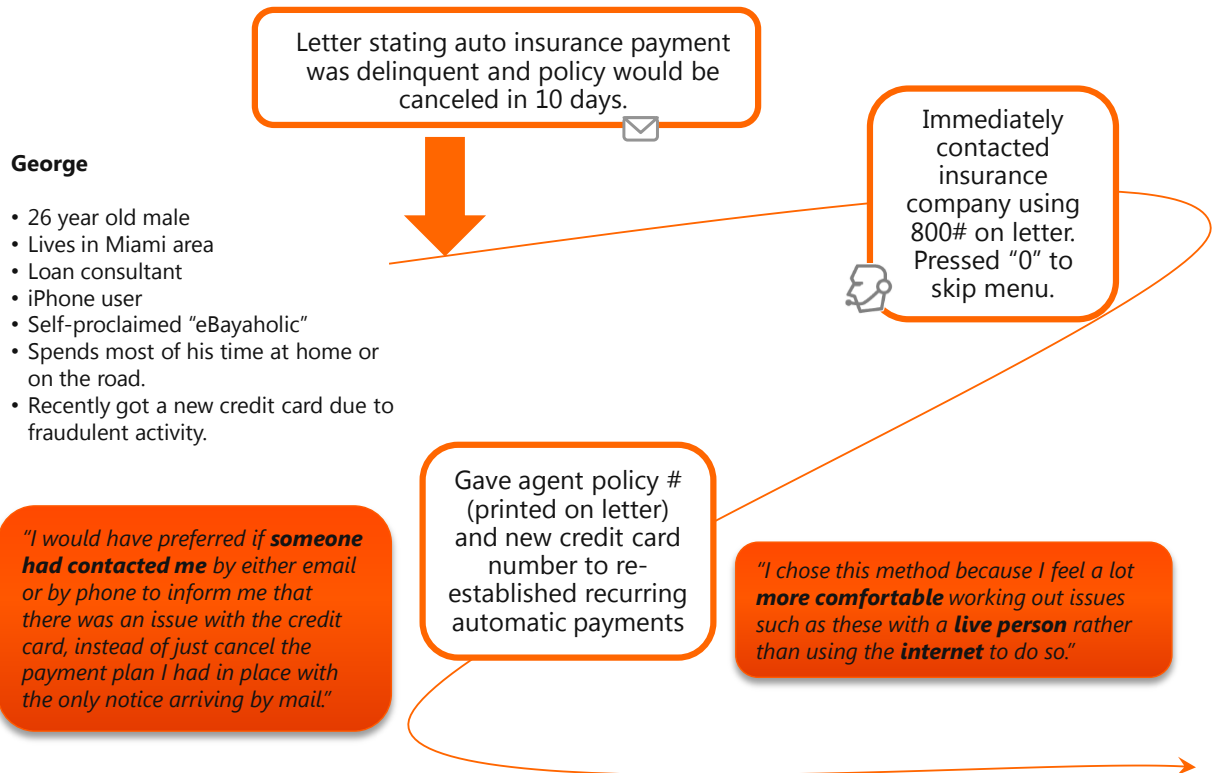 Letter stating auto insurance payment
was delinquent and policy would be
canceled in 10 days.
Immediately
contacted
insurance
company using
800# on letter.
Pressed “0” to
skip menu.
George
• 26 year old male
• Lives in Miami area
• Loan consultant
• iPhone user
• Self-proclaimed “eBayaholic”
• Spends most of his time at home or
on the road.
• Recently got a new credit card due to
fraudulent activity.
Gave agent policy #
(printed on letter)
and new credit card
number to re-
established recurring
automatic payments
“I would have preferred if someone
had contacted me by either email
or by phone to inform me that
there was an issue with the credit
card, instead of just cancel the
payment plan I had in place with
the only notice arriving by mail.”
“I chose this method because I feel a lot
more comfortable working out issues
such as these with a live person rather
than using the internet to do so.”